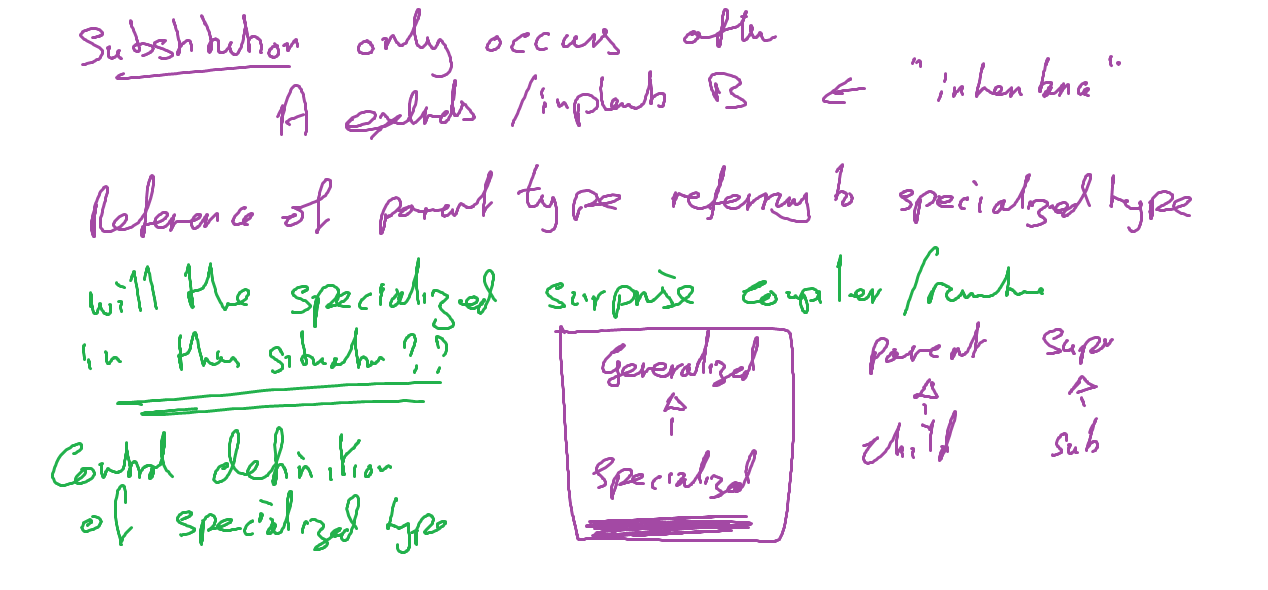 Substitution only occurs after
A extends /implements B ← "inheritance".
Reference of parent type referring to specialized type
will the specialized surprise compiler/runtime
in this situation??
Generalized
Specialized
parent super
child sub
Control definition
of specialized type